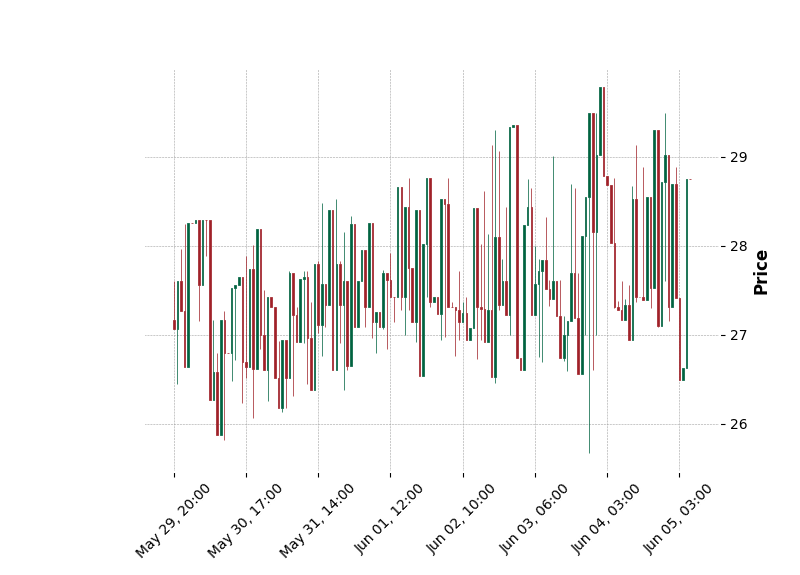 29
28
27
26
Price
May 29, 20:00
May 30, 17:00
May 31, 14:00
Jun 01, 12:00
Jun 02, 10:00
Jun 03, 06:00
Jun 04, 03:00
Jun 05, 03:00